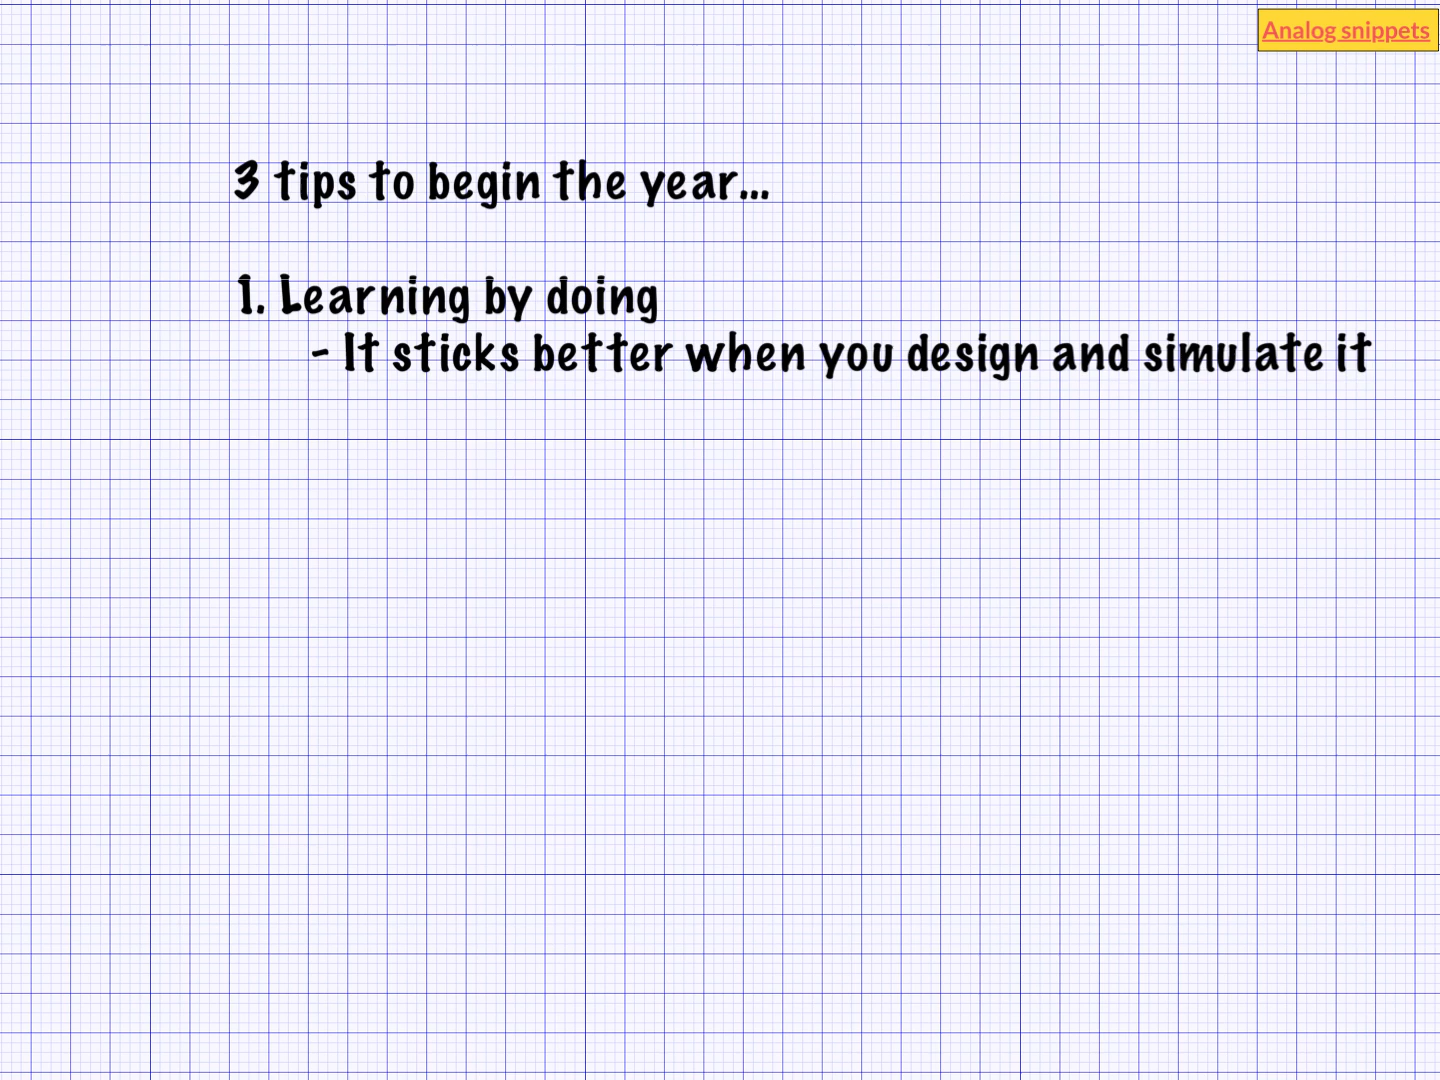 Analog snippets
3 tips to begin the year...
1. Learning by doing
- It sticks better when you design and simulate it